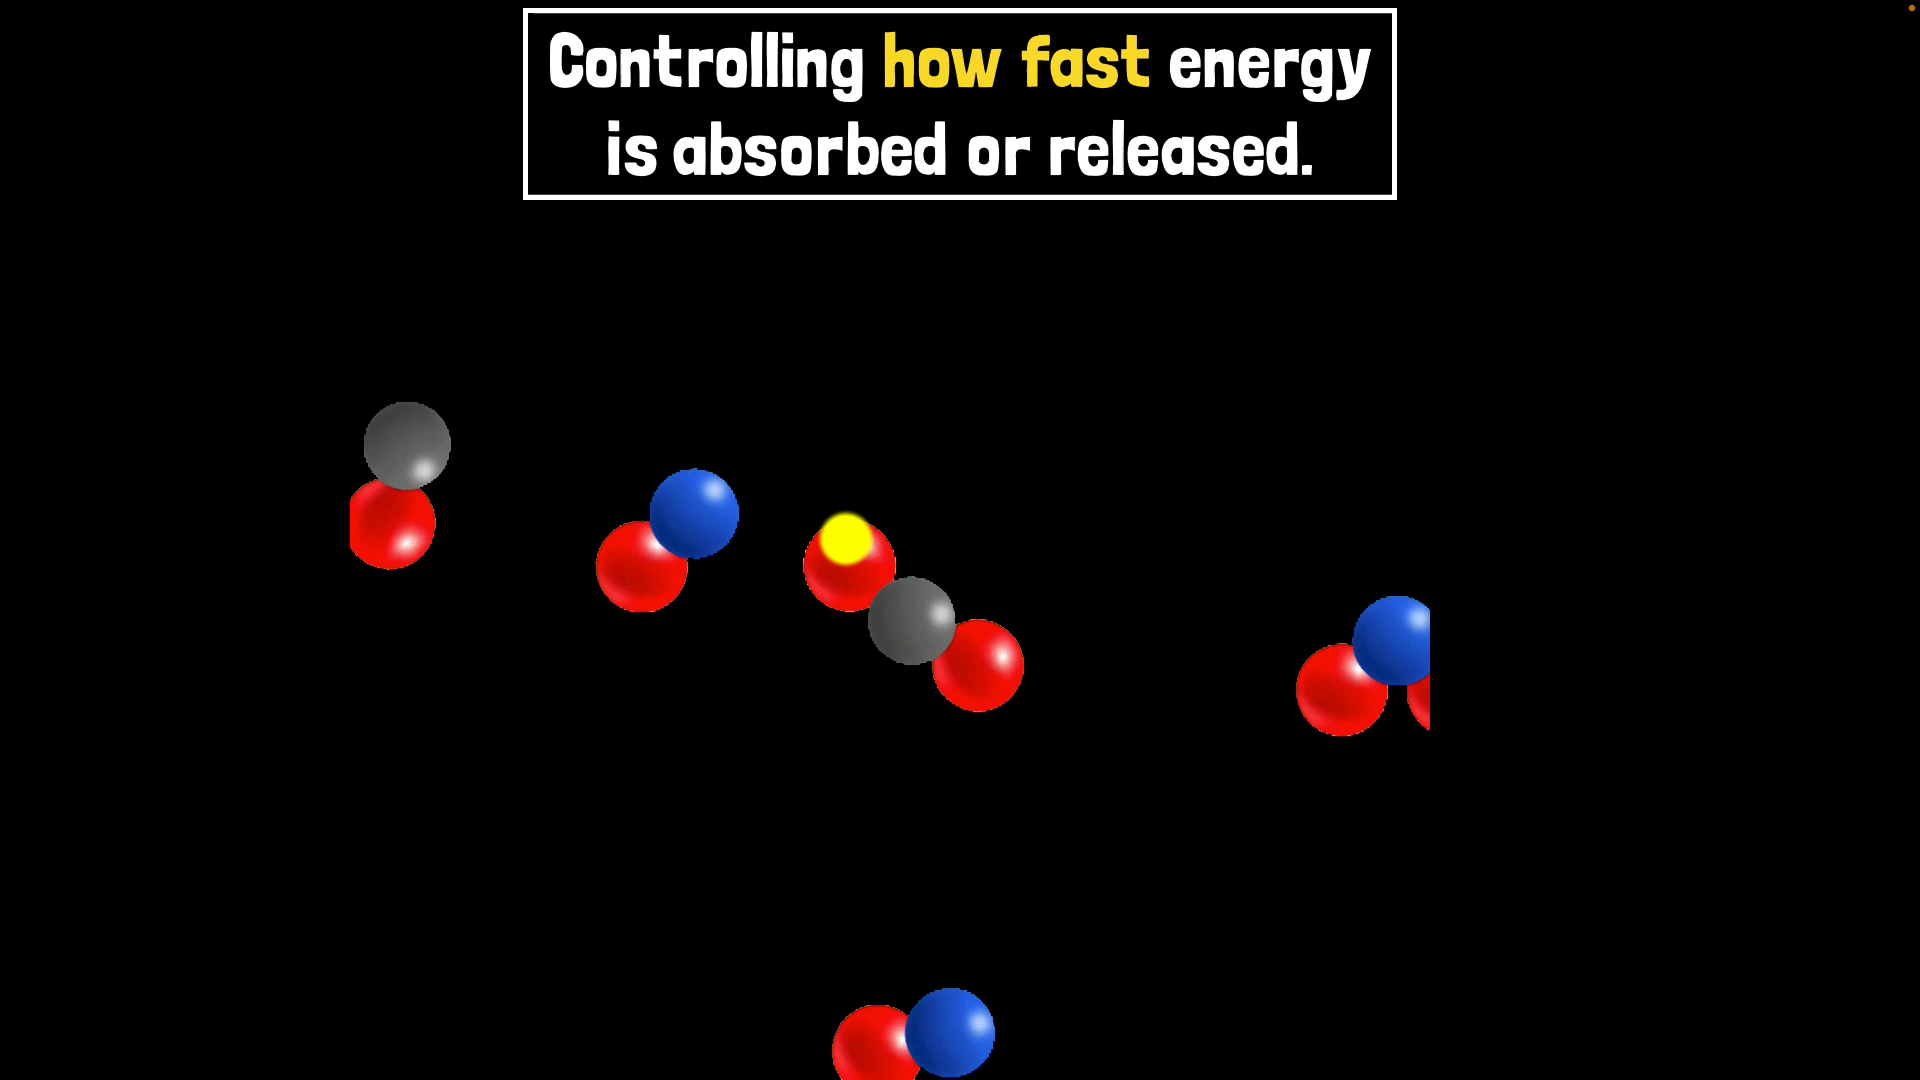 Controlling how fast energy
is absorbed or released.